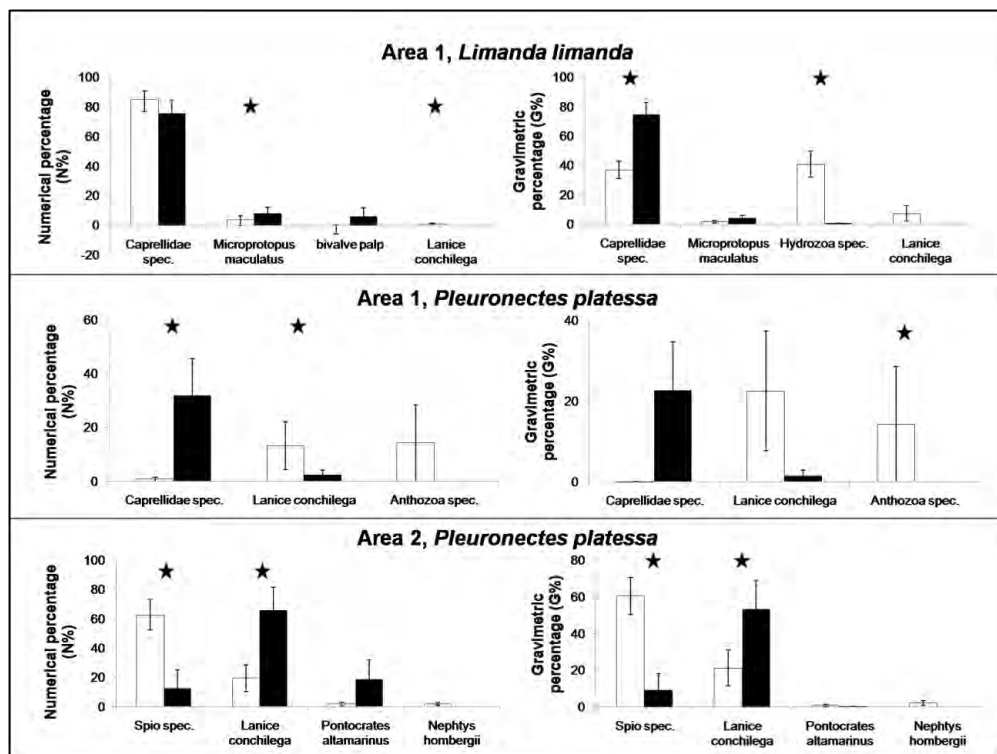 Area 1, Limanda limanda
Numerical percentage
(N%)
100
80
60
40
20
0
-20
Caprellidae
spec.
Microprotopus
maculatus
bivalve palp
Lanice
conchilega
Gravimetric
percentage (G%)
100
80
60
40
20
0
Caprellidae
spec.
Microprotopus
maculatus
Hydrozoa spec.
Lanice
conchilega
Area 1, Pleuronectes platessa
Numerical percentage
(N%)
60
40
20
0
Caprellidae spec.
Lanice conchilega
Anthozoa spec.
Gravimetric
percentage (G%)
40
20
0
Caprellidae spec.
Lanice conchilega
Anthozoa spec.
Area 2, Pleuronectes platessa
Numerical percentage
(N%)
100
80
60
40
20
0
Spio spec.
Lanice
conchilega
Pontocrates
altamarinus
Nephtys
hombergii
Gravimetric
percentage (G%)
80
60
40
20
0
Spio spec.
Lanice
conchilega
Pontocrates
altamarinus
Nephtys
hombergii